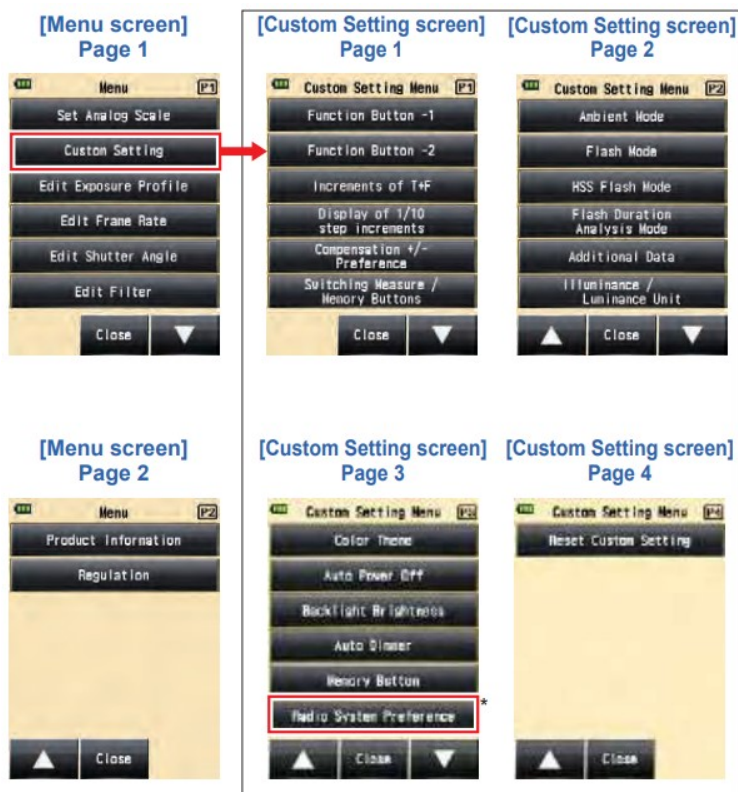 [Menu screen]
Page 1
Menu P1
Set Analog Scale
Custom Setting
Edit Exposure Profile
Edit Frame Rate
Edit Shutter Angle
Edit Filter
Close
[Custom Setting screen]
Page 1
Custom Setting Menu P1
Function Button -1
Function Button -2
Increments of T+F
Display of 1/10
step increments
Compensation +/-
Preference
Switching Measure /
Memory Buttons
Close
[Custom Setting screen]
Page 2
Custom Setting Menu P2
Ambient Mode
Flash Mode
HSS Flash Mode
Flash Duration
Analysis Mode
Additional Data
Illuminance /
Luminance Unit
Close
[Menu screen]
Page 2
Menu P2
Product Information
Regulation
Close
[Custom Setting screen]
Page 3
Custom Setting Menu P3
Color Theme
Auto Power Off
Backlight Brightness
Auto Dimmer
Memory Button
Radio System Preference *
Close
[Custom Setting screen]
Page 4
Custom Setting Menu P4
Reset Custom Setting
Close